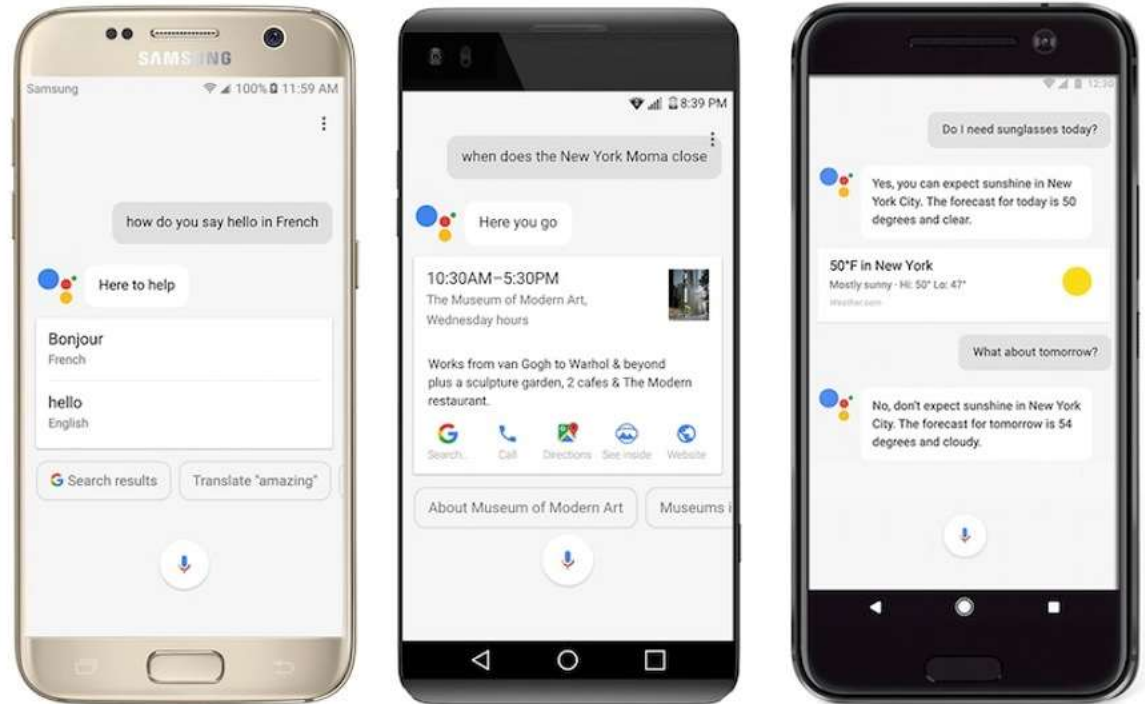 SAMSUNG
Samsung
100% 11:59 AM
how do you say hello in French
Here to help
Bonjour
French
hello
English
Search results
Translate "amazing"
8:39 PM
when does the New York Moma close
Here you go
10:30AM–5:30PM
The Museum of Modern Art,
Wednesday hours
Works from van Gogh to Warhol & beyond
plus a sculpture garden, 2 cafes & The Modern
restaurant.
Search..
Call
Directions
See inside
Website
About Museum of Modern Art
Museums i
12:30
Do I need sunglasses today?
Yes, you can expect sunshine in New
York City. The forecast for today is 50
degrees and clear.
50°F in New York
Mostly sunny · Hi: 50° Lo: 47°
Weather.com
What about tomorrow?
No, don't expect sunshine in New York
City. The forecast for tomorrow is 54
degrees and cloudy.